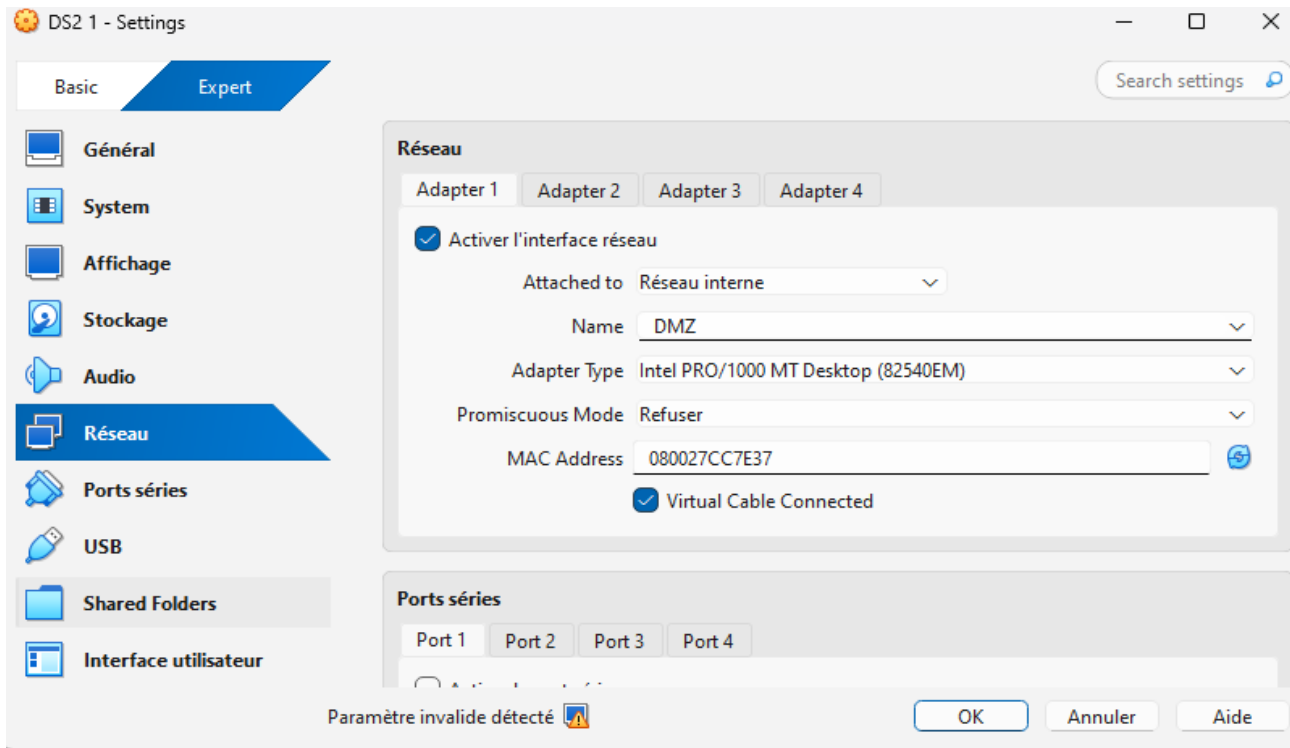 DS2 1 - Settings
Basic
Expert
Search settings
Général
System
Affichage
Stockage
Audio
Réseau
Ports séries
USB
Shared Folders
Interface utilisateur
Réseau
Adapter 1 Adapter 2 Adapter 3 Adapter 4
Activer l'interface réseau
Attached to Réseau interne
Name DMZ
Adapter Type Intel PRO/1000 MT Desktop (82540EM)
Promiscuous Mode Refuser
MAC Address 080027CC7E37
Virtual Cable Connected
Ports séries
Port 1 Port 2 Port 3 Port 4
Paramètre invalide détecté
OK Annuler Aide